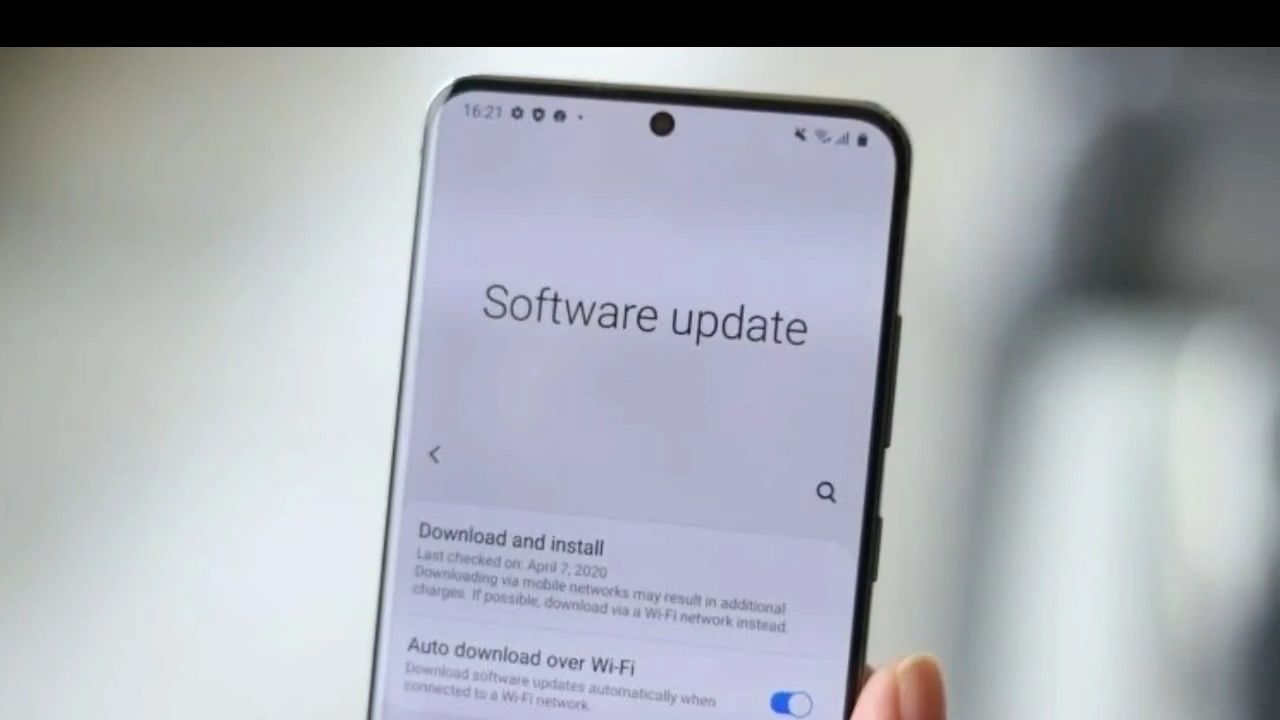 16:21
Software update
Download and install
Last checked on: April 7, 2020
Downloading via mobile networks may result in additional
charges. If possible, download via a Wi-Fi network instead.
Auto download over Wi-Fi
Download software updates automatically when
connected to a Wi-Fi network.